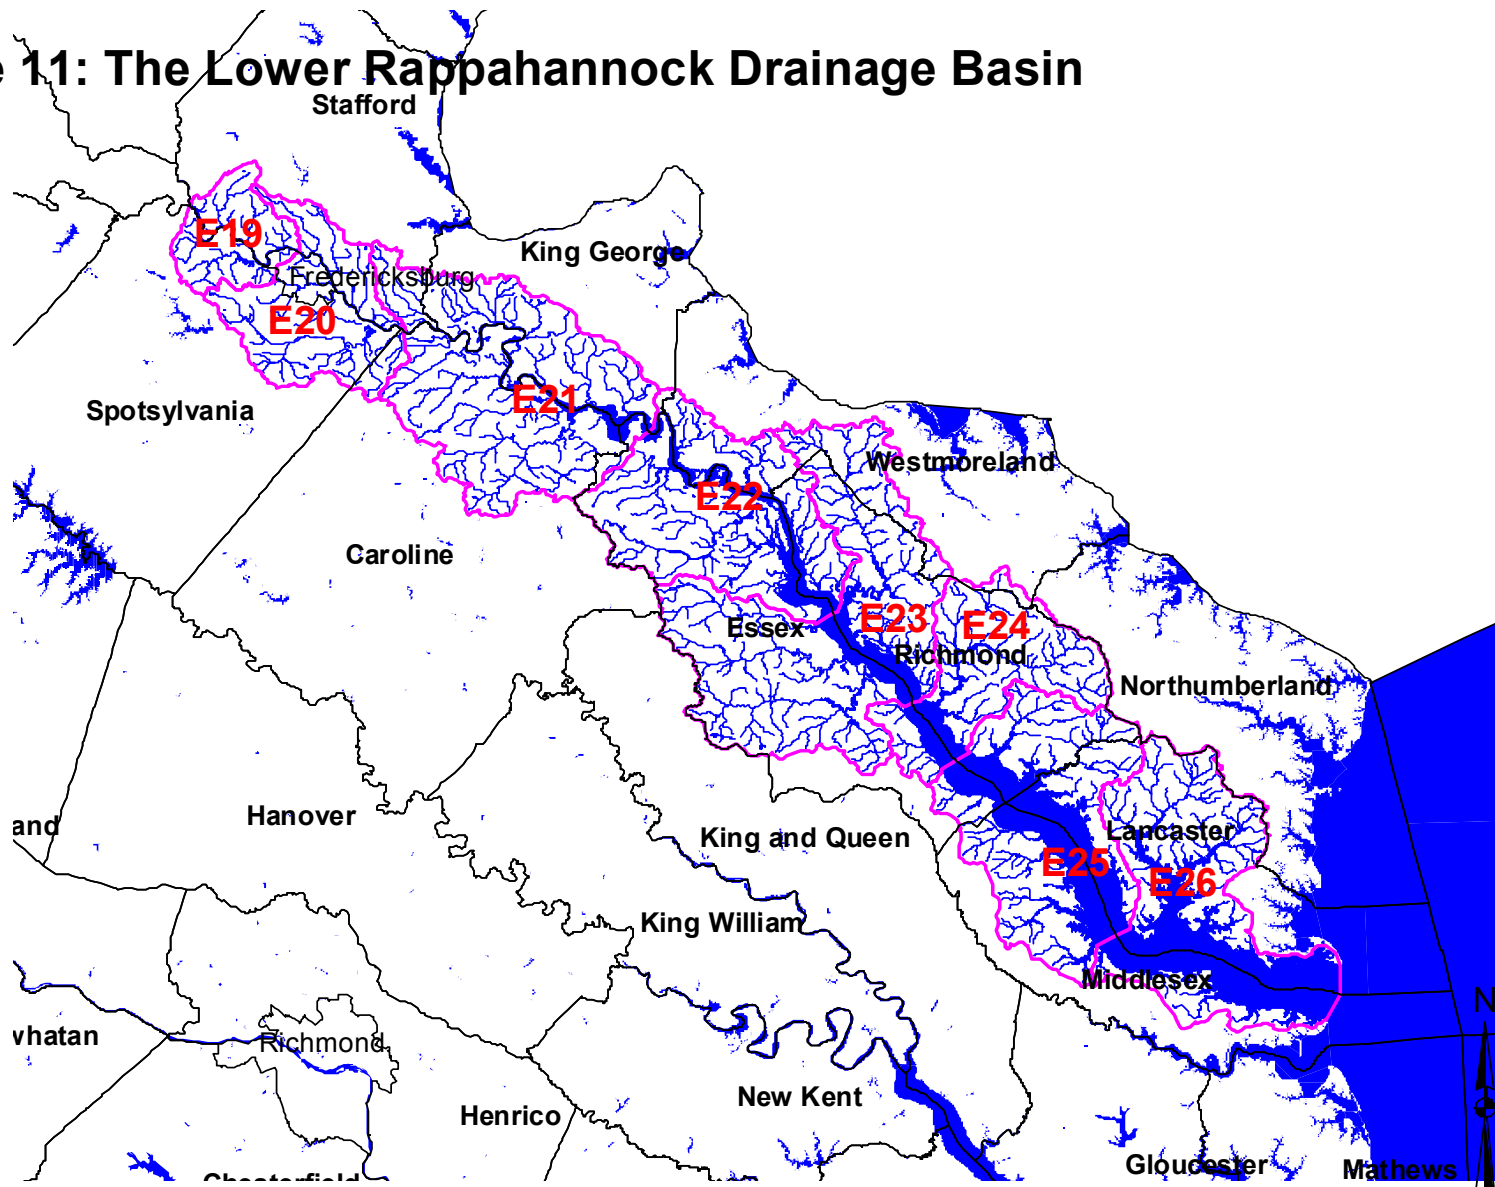 e 11: The Lower Rappahannock Drainage Basin
Stafford
E19
King George
Fredericksburg
E20
E21
Spotsylvania
Westmoreland
E22
Caroline
E23
E24
Essex
Richmond
Northumberland
Hanover
and
Lancaster
King and Queen
E25
E26
King William
Middlesex
N
whatan
Richmond
New Kent
Henrico
Gloucester
Mathews
Chesterfield